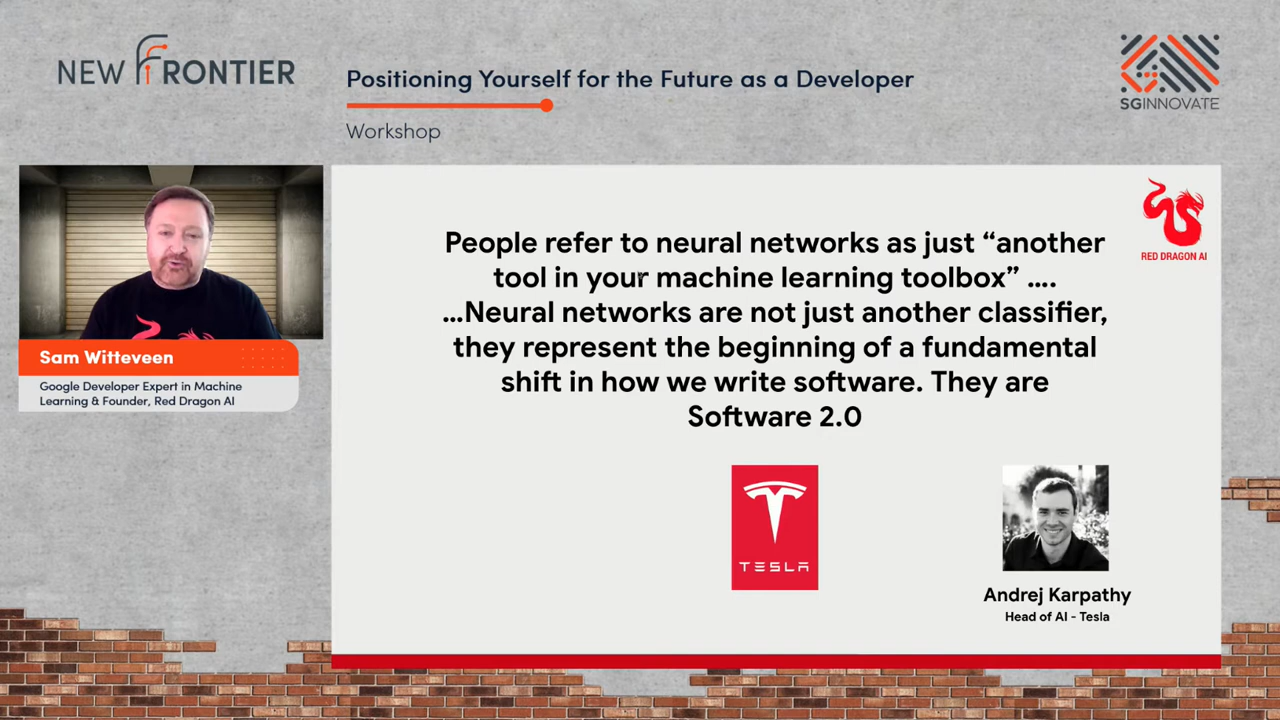 NEW FRONTIER
Positioning Yourself for the Future as a Developer
Workshop
SGINNOVATE
RED DRAGON AI
People refer to neural networks as just “another
tool in your machine learning toolbox” ....
...Neural networks are not just another classifier,
they represent the beginning of a fundamental
shift in how we write software. They are
Software 2.0
Sam Witteveen
Google Developer Expert in Machine
Learning & Founder, Red Dragon AI
TESLA
Andrej Karpathy
Head of AI - Tesla